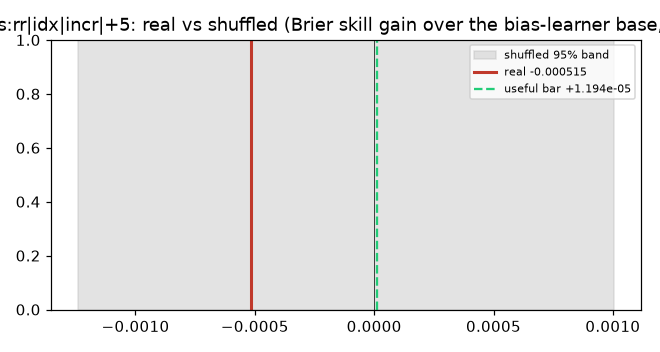 s:rr|idx|incr|+5: real vs shuffled (Brier skill gain over the bias-learner base,
shuffled 95% band
real -0.000515
useful bar +1.194e-05
1.0
0.8
0.6
0.4
0.2
0.0
−0.0010 −0.0005 0.0000 0.0005 0.0010